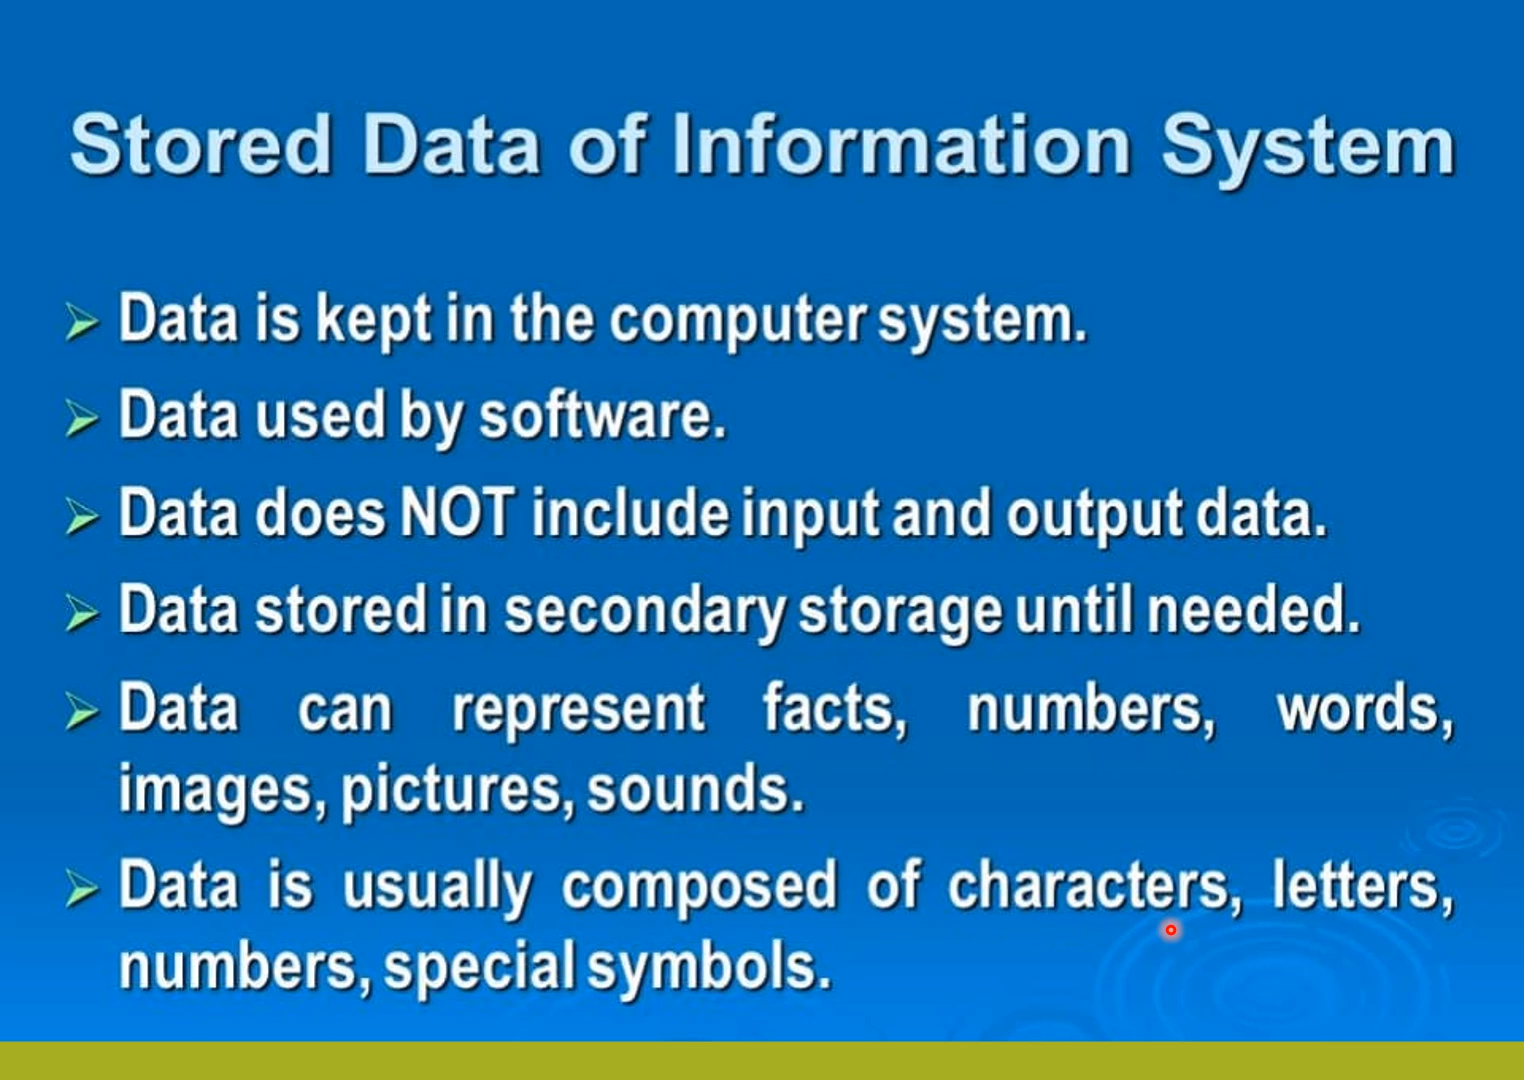 Stored Data of Information System
Data is kept in the computer system.
Data used by software.
Data does NOT include input and output data.
Data stored in secondary storage until needed.
Data can represent facts, numbers, words,
images, pictures, sounds.
Data is usually composed of characters, letters,
numbers, special symbols.